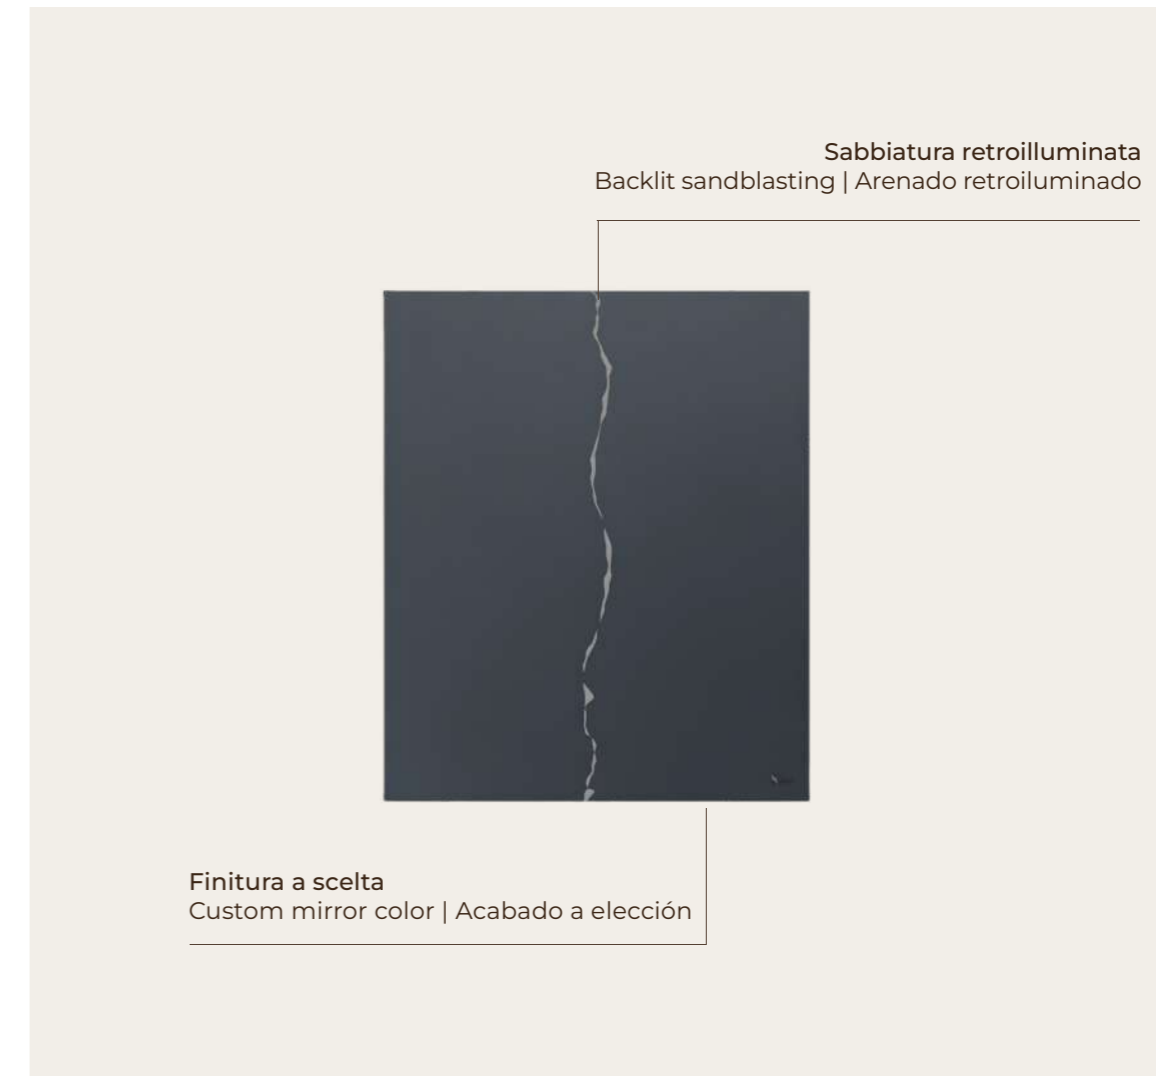 Sabbiatura retroilluminata
Backlit sandblasting | Arenado retroiluminado
Finitura a scelta
Custom mirror color | Acabado a elección